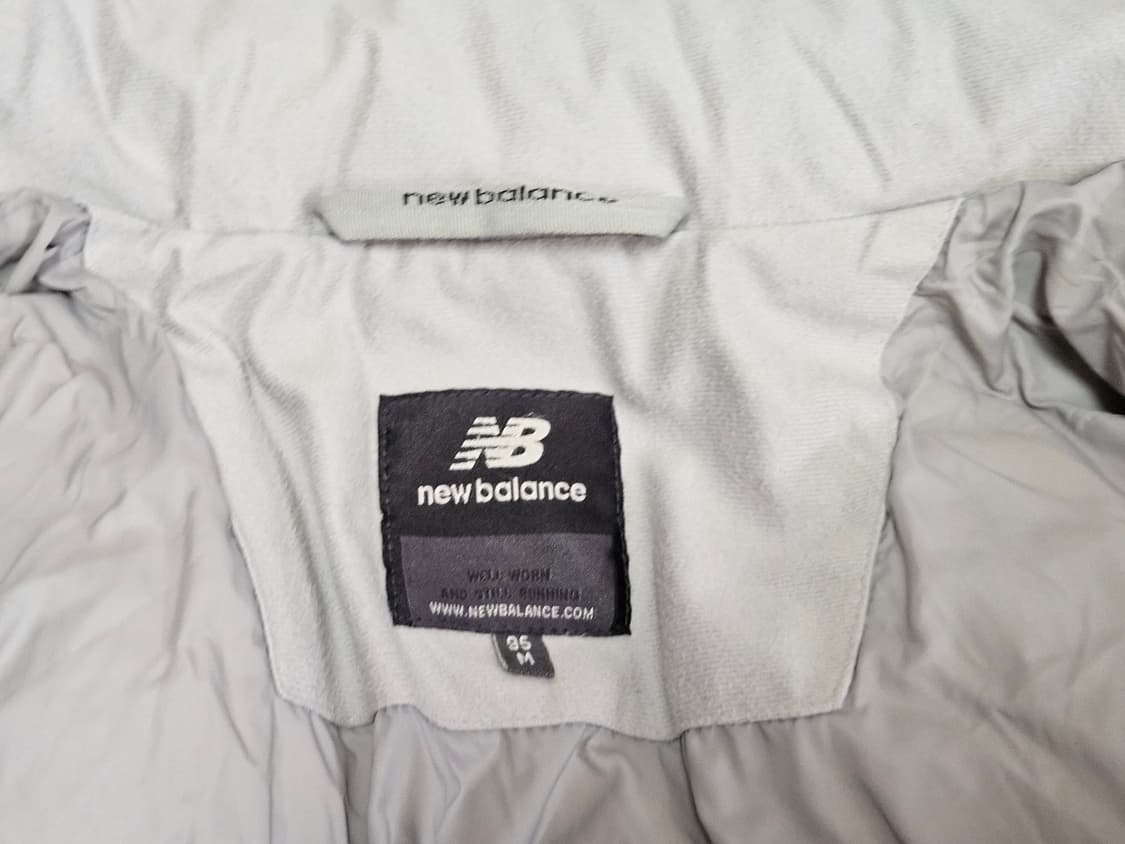 new balance
NB
new balance
WELL WORN
AND STILL RUNNING
WWW.NEWBALANCE.COM
95
M